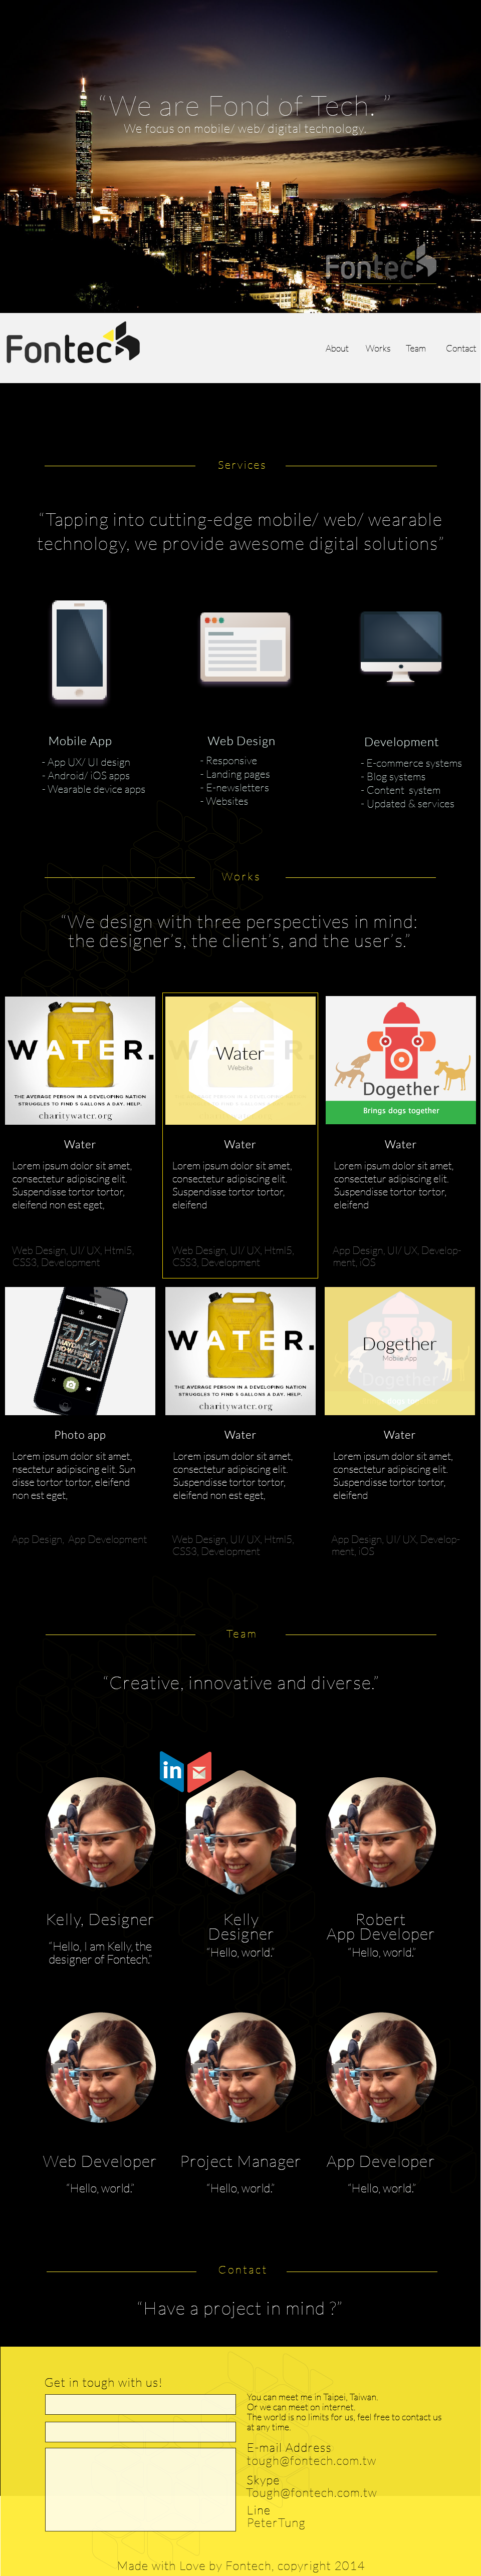 “We are Fond of Tech.”
We focus on mobile/ web/ digital technology.
Fontec
Fontec
About Works Team Contact
Services
“Tapping into cutting-edge mobile/ web/ wearable
technology, we provide awesome digital solutions”
Mobile App
- App UX/ UI design
- Android/ iOS apps
- Wearable device apps
Web Design
- Responsive
- Landing pages
- E-newsletters
- Websites
Development
- E-commerce systems
- Blog systems
- Content system
- Updated & services
Works
“We design with three perspectives in mind:
the designer’s, the client’s, and the user’s.”
WATER.
THE AVERAGE PERSON IN A DEVELOPING NATION
STRUGGLES TO FIND 5 GALLONS A DAY. HELP.
charitywater.org
Water
Lorem ipsum dolor sit amet,
consectetur adipiscing elit.
Suspendisse tortor tortor,
eleifend non est eget,
Web Design, UI/ UX, Html5,
CSS3, Development
Water
Website
Water
Lorem ipsum dolor sit amet,
consectetur adipiscing elit.
Suspendisse tortor tortor,
eleifend
Web Design, UI/ UX, Html5,
CSS3, Development
Dogether
Brings dogs together
Water
Lorem ipsum dolor sit amet,
consectetur adipiscing elit.
Suspendisse tortor tortor,
eleifend
App Design, UI/ UX, Develop-
ment, iOS
Photo app
Lorem ipsum dolor sit amet,
nsectetur adipiscing elit. Sun
disse tortor tortor, eleifend
non est eget,
App Design, App Development
WATER.
THE AVERAGE PERSON IN A DEVELOPING NATION
STRUGGLES TO FIND 5 GALLONS A DAY. HELP.
charitywater.org
Water
Lorem ipsum dolor sit amet,
consectetur adipiscing elit.
Suspendisse tortor tortor,
eleifend non est eget,
Web Design, UI/ UX, Html5,
CSS3, Development
Dogether
Mobile App
Dogether
Water
Lorem ipsum dolor sit amet,
consectetur adipiscing elit.
Suspendisse tortor tortor,
eleifend
App Design, UI/ UX, Develop-
ment, iOS
Team
“Creative, innovative and diverse.”
in
Kelly, Designer
“Hello, I am Kelly, the
designer of Fontech.”
Kelly
Designer
“Hello, world.”
Robert
App Developer
“Hello, world.”
Web Developer
“Hello, world.”
Project Manager
“Hello, world.”
App Developer
“Hello, world.”
Contact
“Have a project in mind ?”
Get in tough with us!
You can meet me in Taipei, Taiwan.
Or we can meet on internet.
The world is no limits for us, feel free to contact us
at any time.
E-mail Address
tough@fontech.com.tw
Skype
Tough@fontech.com.tw
Line
PeterTung
Made with Love by Fontech, copyright 2014